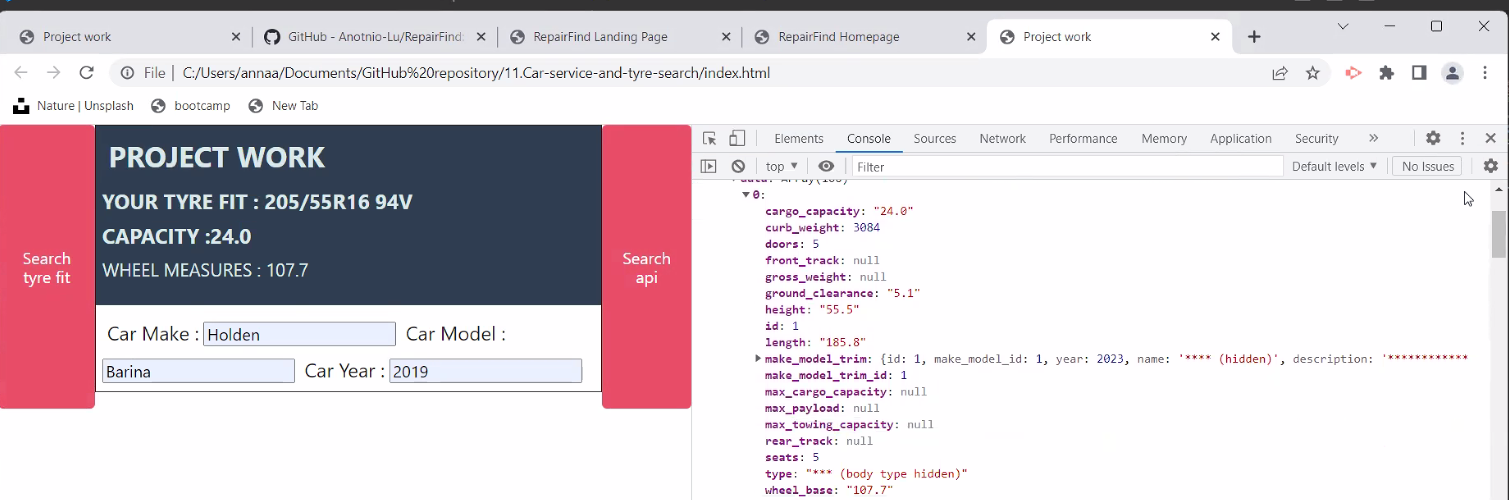 Project work
GitHub - Anotnio-Lu/RepairFind:
RepairFind Landing Page
RepairFind Homepage
Project work
File | C:/Users/annaa/Documents/GitHub%20repository/11.Car-service-and-tyre-search/index.html
Nature | Unsplash
bootcamp
New Tab
Search
tyre fit
PROJECT WORK
YOUR TYRE FIT : 205/55R16 94V
CAPACITY :24.0
WHEEL MEASURES : 107.7
Car Make : Holden Car Model :
Barina Car Year : 2019
Search
api
Elements Console Sources Network Performance Memory Application Security »
top ▼ Filter Default levels ▼ No Issues
0:
cargo_capacity: "24.0"
curb_weight: 3084
doors: 5
front_track: null
gross_weight: null
ground_clearance: "5.1"
height: "55.5"
id: 1
length: "185.8"
make_model_trim: {id: 1, make_model_id: 1, year: 2023, name: '**** (hidden)', description: '************
make_model_trim_id: 1
max_cargo_capacity: null
max_payload: null
max_towing_capacity: null
rear_track: null
seats: 5
type: "*** (body type hidden)"
wheel_base: "107.7"